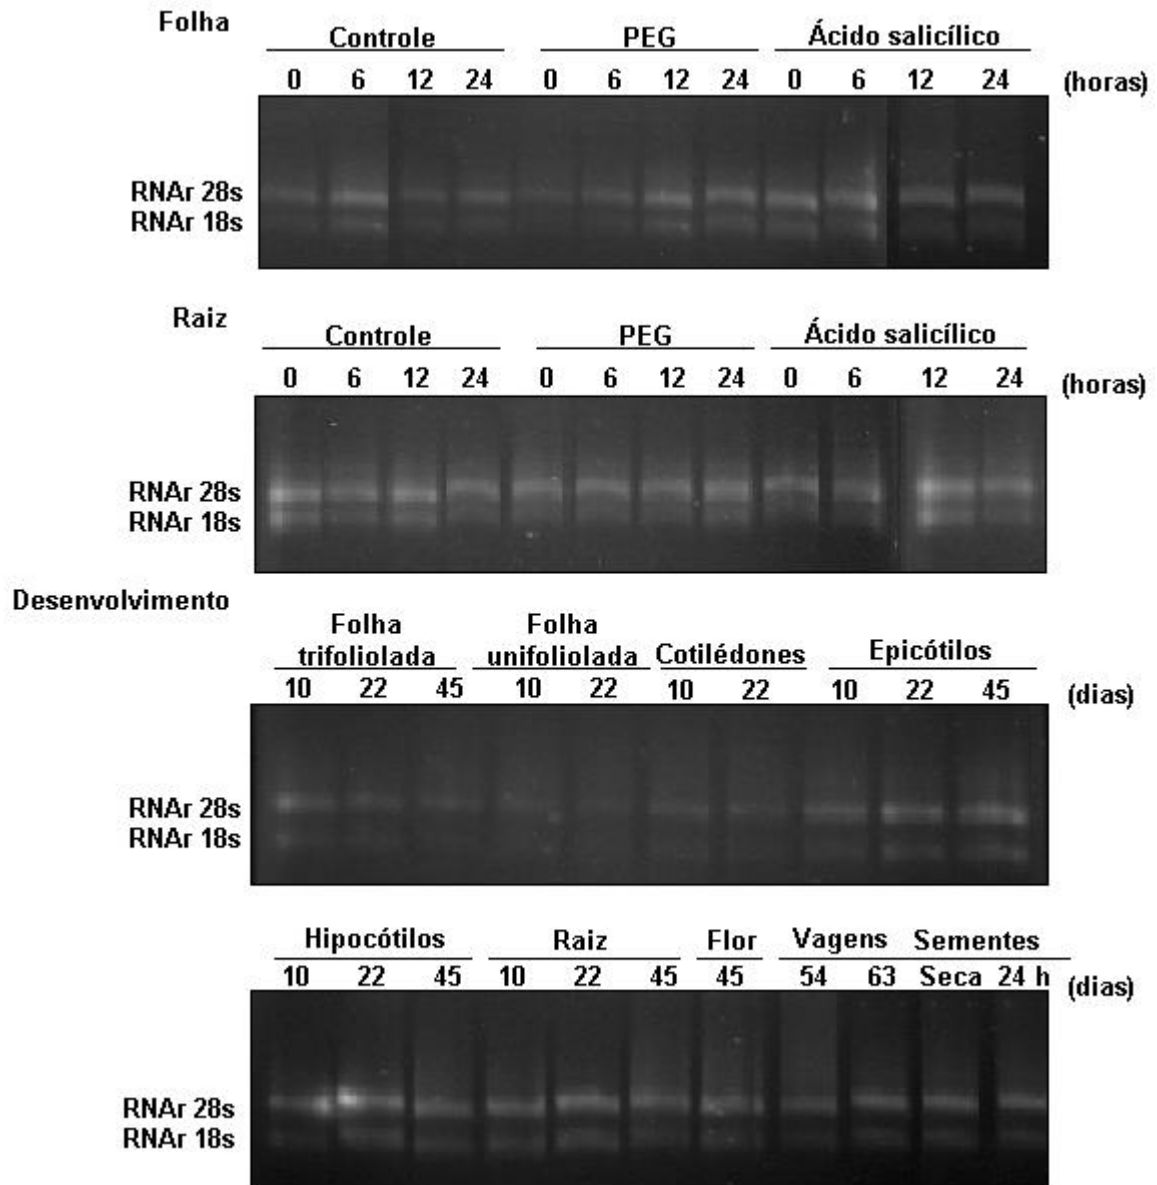 Folha
Controle PEG Ácido salicílico
0 6 12 24 0 6 12 24 0 6 12 24 (horas)
RNAr 28s
RNAr 18s
Raiz
Controle PEG Ácido salicílico
0 6 12 24 0 6 12 24 0 6 12 24 (horas)
RNAr 28s
RNAr 18s
Desenvolvimento
Folha Folha
trifoliolada unifoliolada Cotilédones Epicótilos
10 22 45 10 22 10 22 10 22 45 (dias)
RNAr 28s
RNAr 18s
Hipocótilos Raiz Flor Vagens Sementes
10 22 45 10 22 45 45 54 63 Seca 24 h (dias)
RNAr 28s
RNAr 18s